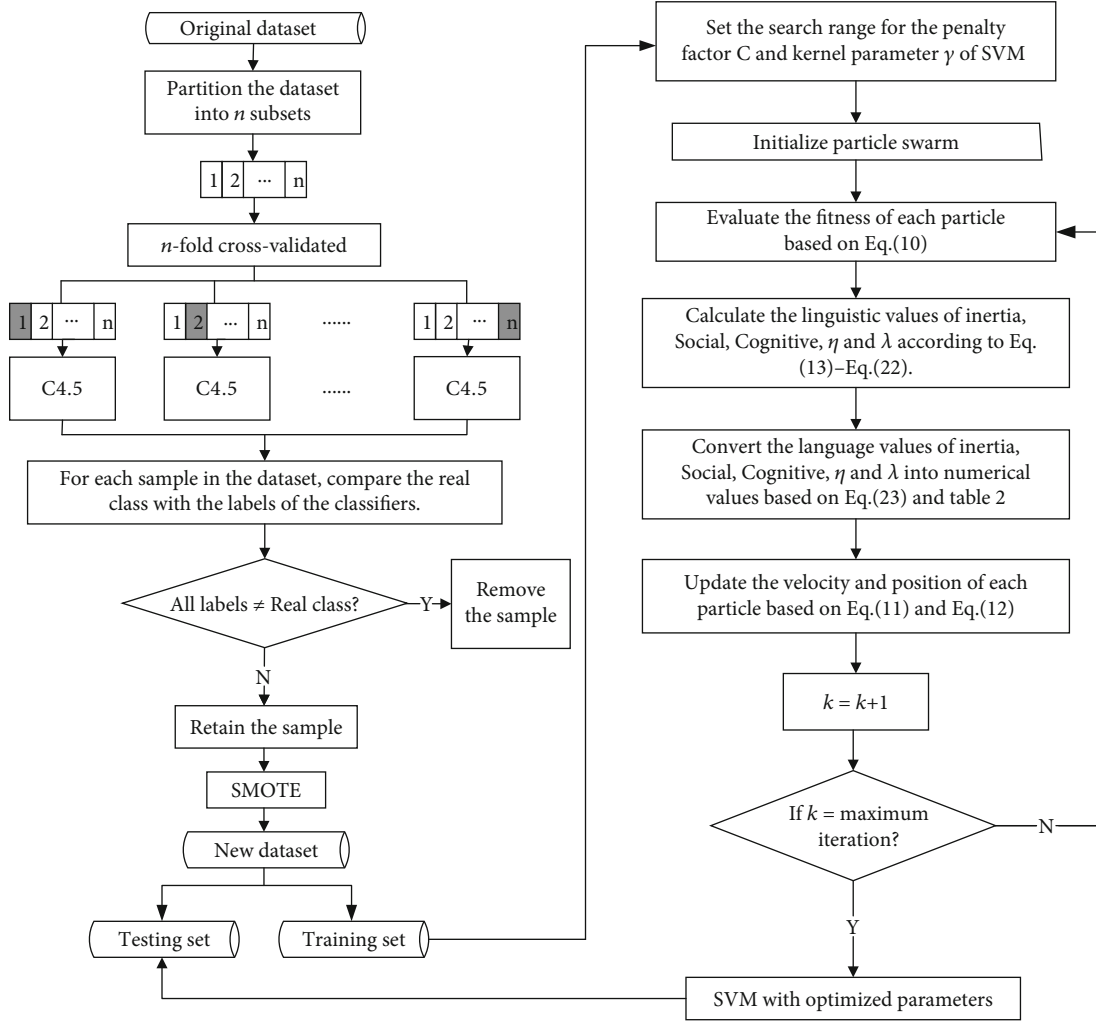 Original dataset
Partition the dataset
into n subsets
1 2 ... n
n-fold cross-validated
1 2 ... n
1 2 ... n
......
1 2 ... n
C4.5
C4.5
......
C4.5
For each sample in the dataset, compare the real
class with the labels of the classifiers.
All labels ≠ Real class?
Y
Remove
the sample
N
Retain the sample
SMOTE
New dataset
Testing set
Training set
Set the search range for the penalty
factor C and kernel parameter γ of SVM
Initialize particle swarm
Evaluate the fitness of each particle
based on Eq.(10)
Calculate the linguistic values of inertia,
Social, Cognitive, η and λ according to Eq.
(13)–Eq.(22).
Convert the language values of inertia,
Social, Cognitive, η and λ into numerical
values based on Eq.(23) and table 2
Update the velocity and position of each
particle based on Eq.(11) and Eq.(12)
k = k+1
If k = maximum
iteration?
N
Y
SVM with optimized parameters